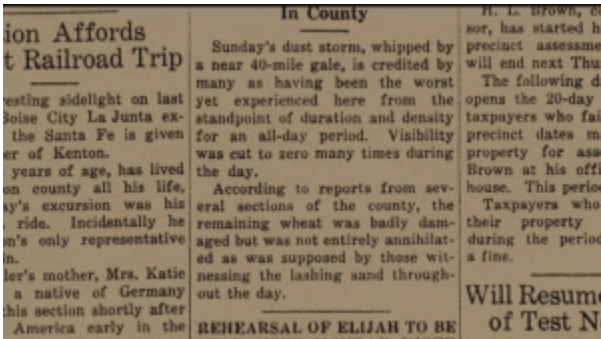 ion Affords
t Railroad Trip
resting sidelight on last
Boise City La Junta ex-
the Santa Fe is given
er of Kenton.
years of age, has lived
on county all his life,
ay's excursion was his
ride. Incidentally he
on's only representative
in.
ler's mother, Mrs. Katie
a native of Germany
this section shortly after
America early in the
In County
Sunday's dust storm, whipped by
a near 40-mile gale, is credited by
many as having been the worst
yet experienced here from the
standpoint of duration and density
for an all-day period. Visibility
was cut to zero many times during
the day.
According to reports from sev-
eral sections of the county, the
remaining wheat was badly dam-
aged but was not entirely annihilat-
ed as was supposed by those wit-
nessing the lashing sand through-
out the day.
REHEARSAL OF ELIJAH TO BE
H. L. Brown, c
sor, has started h
precinct assessme
will end next Thu
The following d
opens the 20-day
taxpayers who fai
precinct dates m
property for ass
Brown at his offi
house. This period
Taxpayers who
their property
during the period
a fine.
Will Resume
of Test N